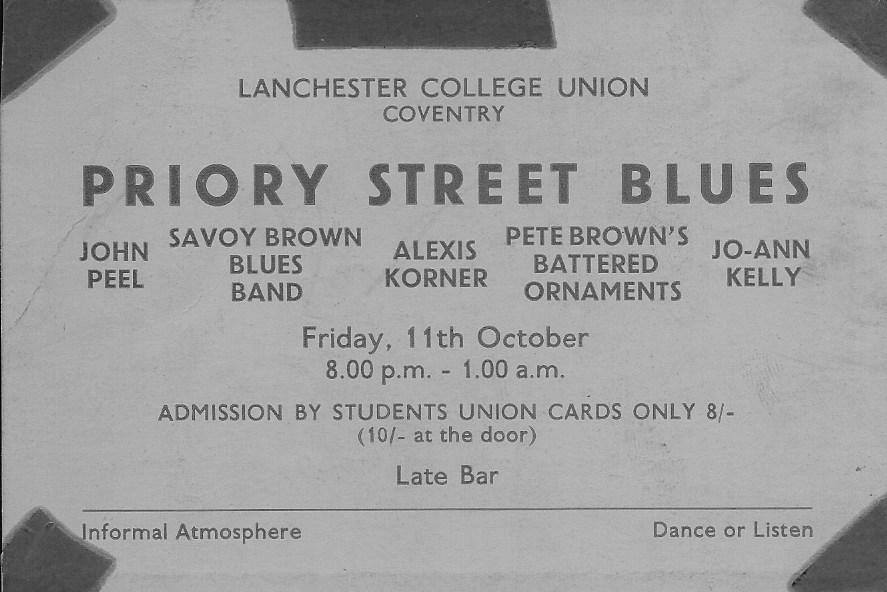 LANCHESTER COLLEGE UNION
COVENTRY
PRIORY STREET BLUES
JOHN PEEL
SAVOY BROWN BLUES BAND
ALEXIS KORNER
PETE BROWN'S BATTERED ORNAMENTS
JO-ANN KELLY
Friday, 11th October
8.00 p.m. - 1.00 a.m.
ADMISSION BY STUDENTS UNION CARDS ONLY 8/-
(10/- at the door)
Late Bar
Informal Atmosphere
Dance or Listen